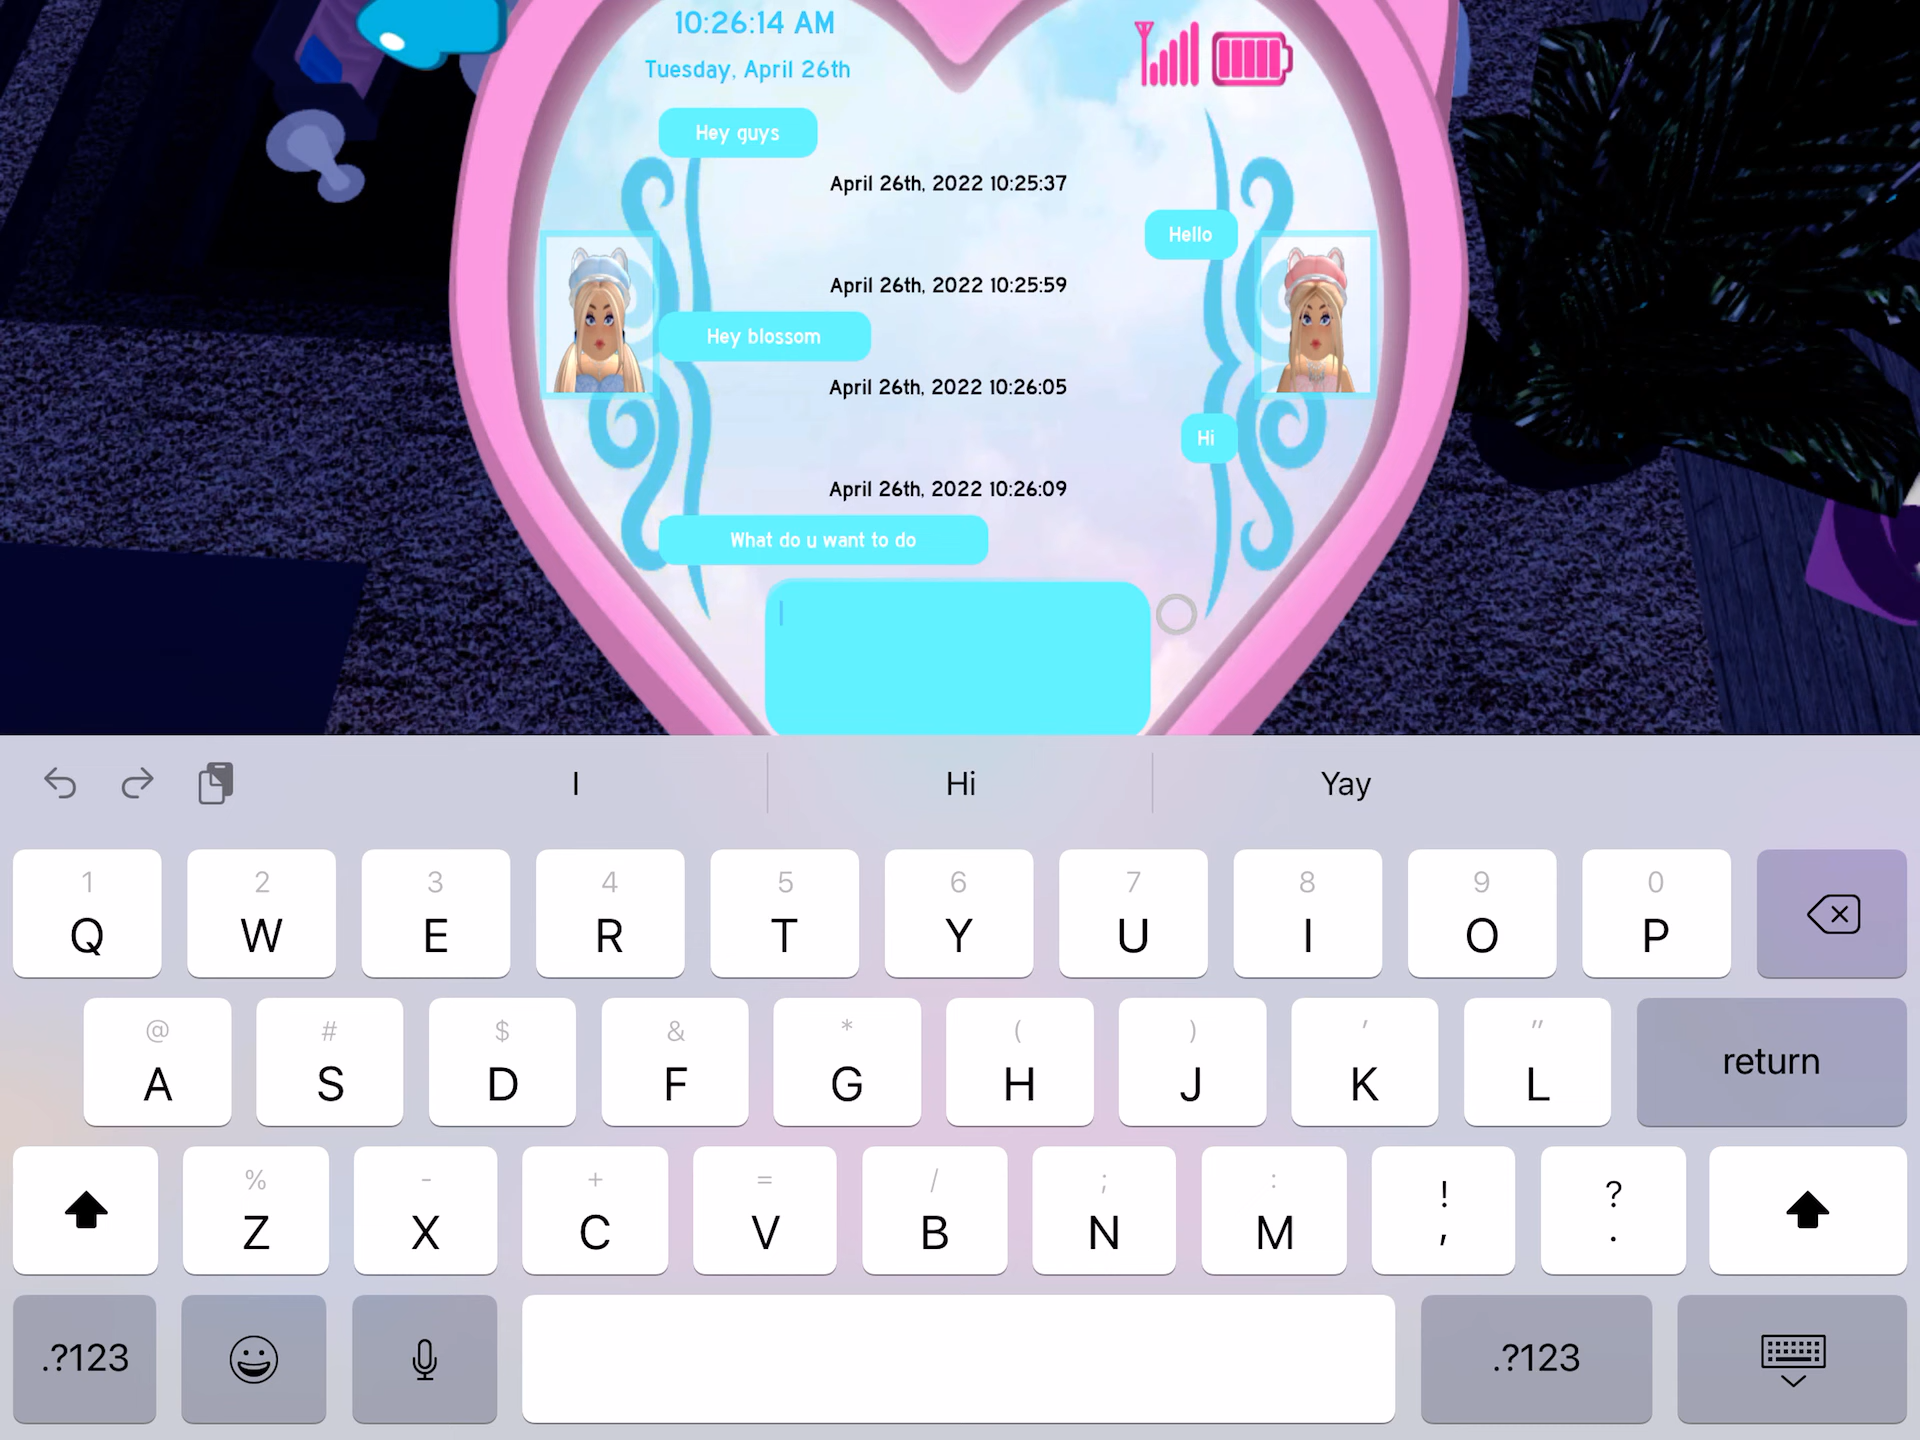 10:26:14 AM
Tuesday, April 26th
Hey guys
April 26th, 2022 10:25:37
Hello
April 26th, 2022 10:25:59
Hey blossom
April 26th, 2022 10:26:05
Hi
April 26th, 2022 10:26:09
What do u want to do
I Hi Yay
1 2 3 4 5 6 7 8 9 0
Q W E R T Y U I O P
@ # $ & * ( ) ' "
A S D F G H J K L return
% - + = / ; : ! ?
Z X C V B N M , .
.?123 .?123